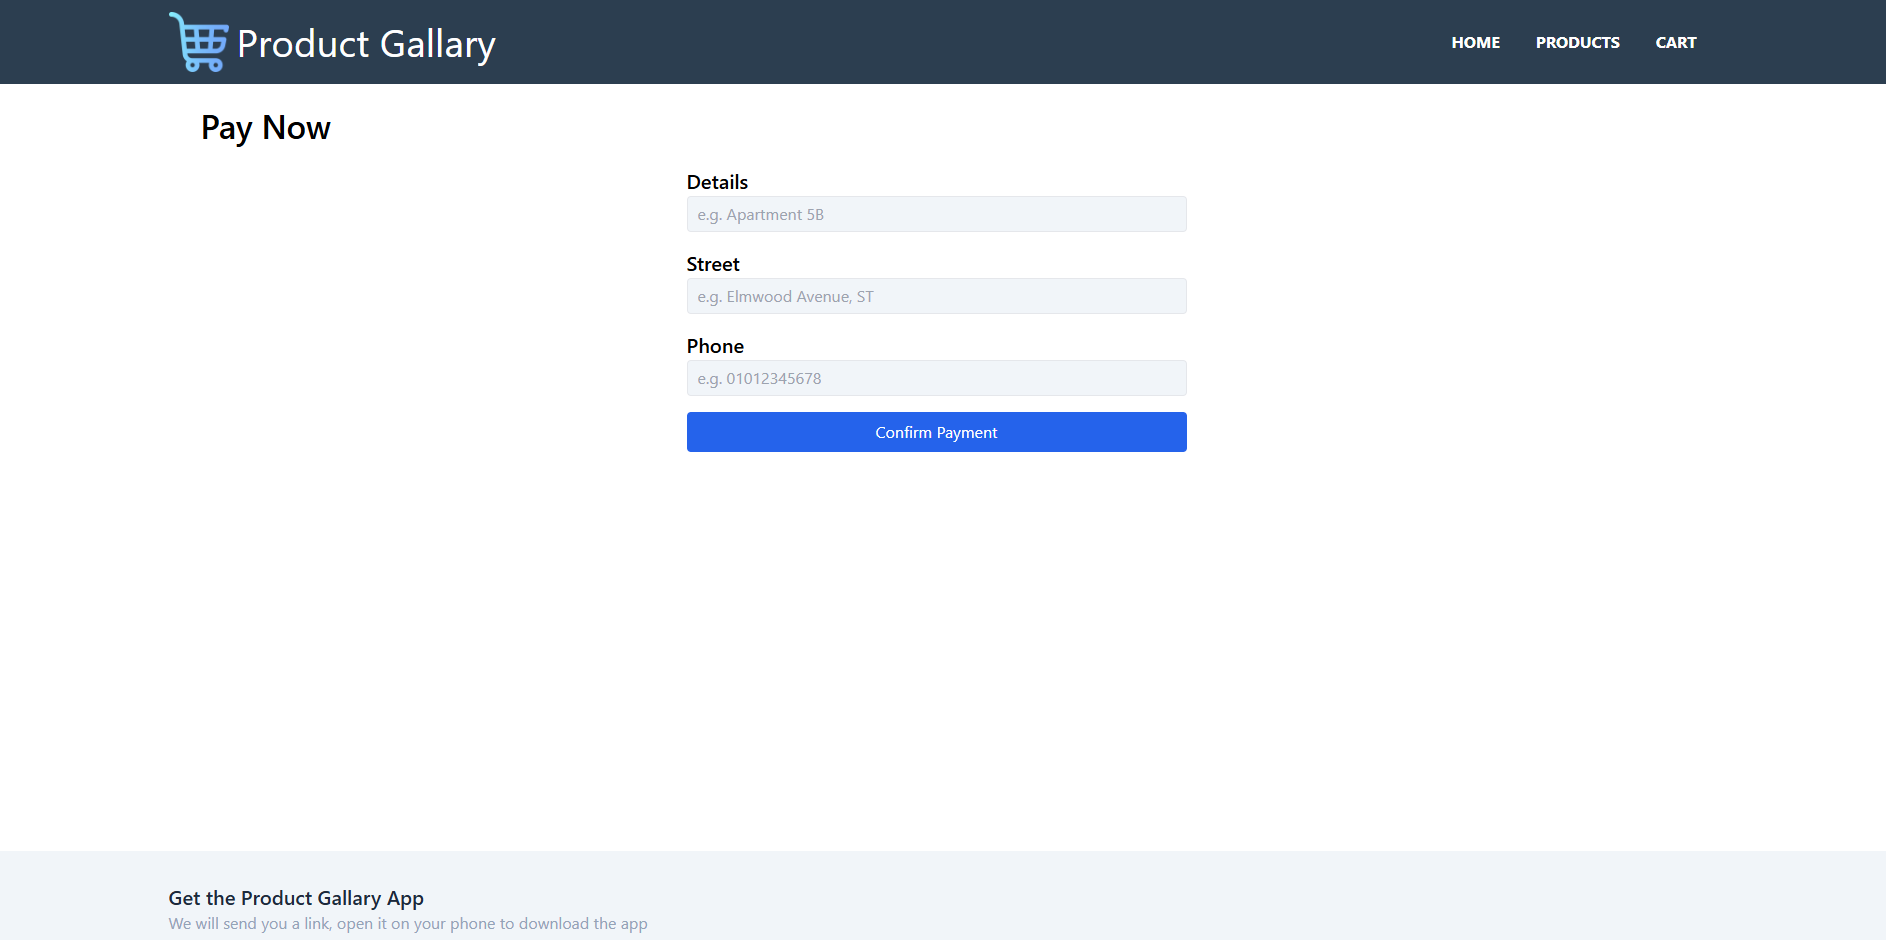 Product Gallary
HOME PRODUCTS CART
Pay Now
Details
e.g. Apartment 5B
Street
e.g. Elmwood Avenue, ST
Phone
e.g. 01012345678
Confirm Payment
Get the Product Gallary App
We will send you a link, open it on your phone to download the app